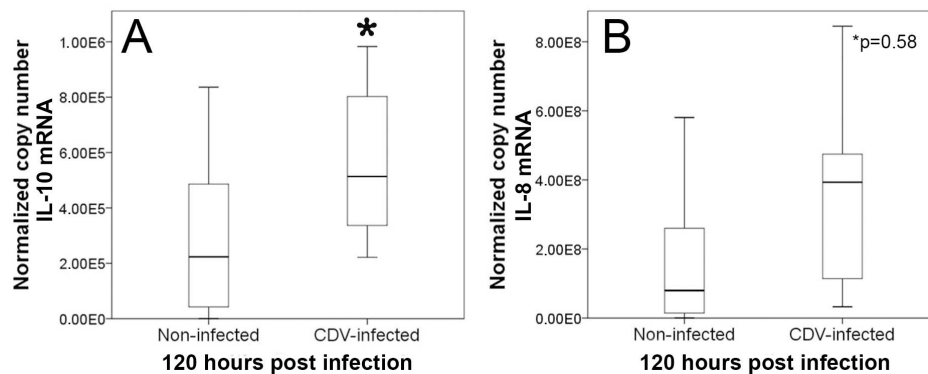 A
*
Normalized copy number
IL-10 mRNA
1.00E6
8.00E5
6.00E5
4.00E5
2.00E5
0.00E0
Non-infected
CDV-infected
120 hours post infection
B
*p=0.58
Normalized copy number
IL-8 mRNA
8.00E8
6.00E8
4.00E8
2.00E8
0.00E0
Non-infected
CDV-infected
120 hours post infection